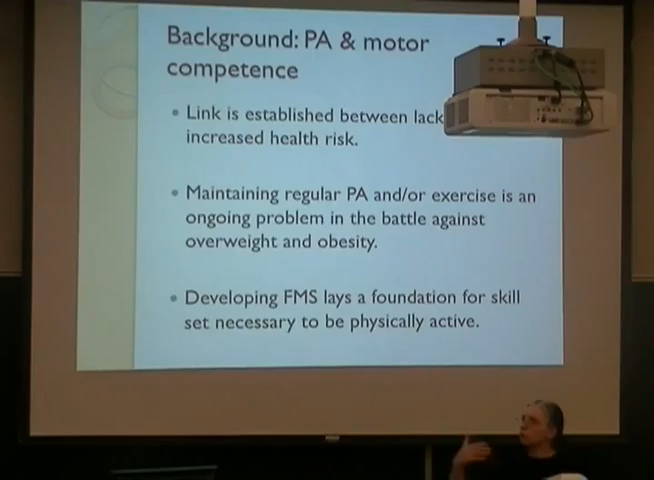 Background: PA & motor
competence
• Link is established between lack
increased health risk.
• Maintaining regular PA and/or exercise is an
ongoing problem in the battle against
overweight and obesity.
• Developing FMS lays a foundation for skill
set necessary to be physically active.